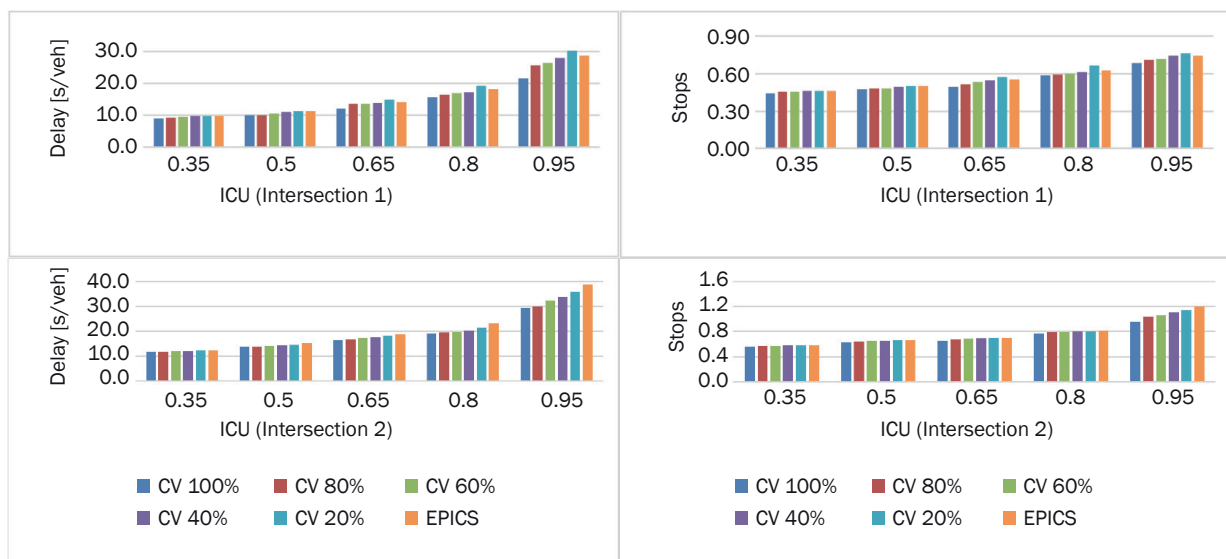 Delay [s/veh]
30.0
20.0
10.0
0.0
0.35 0.5 0.65 0.8 0.95
ICU (Intersection 1)
Stops
0.90
0.60
0.30
0.00
0.35 0.5 0.65 0.8 0.95
ICU (Intersection 1)
Delay [s/veh]
40.0
30.0
20.0
10.0
0.0
0.35 0.5 0.65 0.8 0.95
ICU (Intersection 2)
CV 100% CV 80% CV 60%
CV 40% CV 20% EPICS
Stops
1.6
1.2
0.8
0.4
0.0
0.35 0.5 0.65 0.8 0.95
ICU (Intersection 2)
CV 100% CV 80% CV 60%
CV 40% CV 20% EPICS